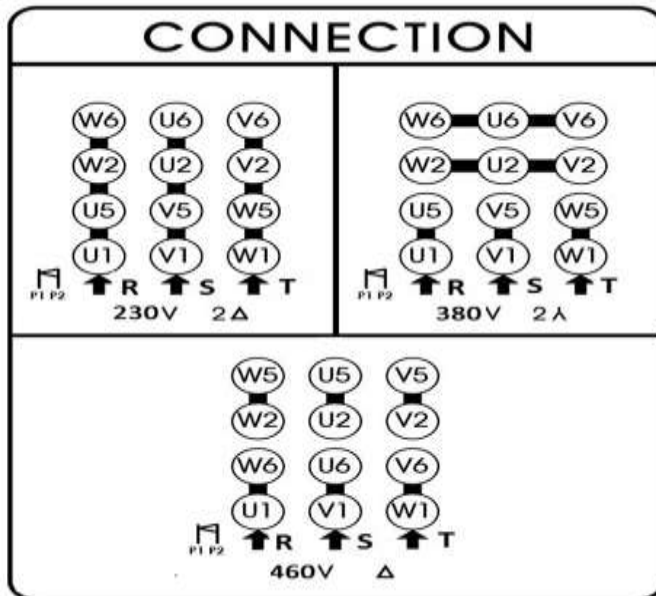 CONNECTION
W6 U6 V6
W2 U2 V2
U5 V5 W5
U1 V1 W1
P1 P2 R S T
230V 2Δ
W6 U6 V6
W2 U2 V2
U5 V5 W5
U1 V1 W1
P1 P2 R S T
380V 2⅄
W5 U5 V5
W2 U2 V2
W6 U6 V6
U1 V1 W1
P1 P2 R S T
460V Δ